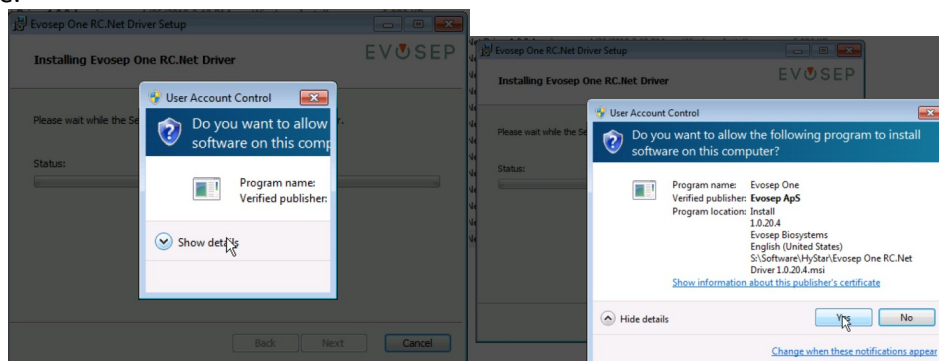 Evosep One RC.Net Driver Setup
Installing Evosep One RC.Net Driver
EVOSEP
Please wait while the Se
r.
Status:
User Account Control
Do you want to allow
software on this comp
Program name:
Verified publisher:
Show details
Back
Next
Cancel
Evosep One RC.Net Driver Setup
Installing Evosep One RC.Net Driver
EVOSEP
Please wait while the Se
Status:
User Account Control
Do you want to allow the following program to install
software on this computer?
Program name: Evosep One
Verified publisher: Evosep ApS
Program location: Install
1.0.20.4
Evosep Biosystems
English (United States)
S:\Software\HyStar\Evosep One RC.Net
Driver 1.0.20.4.msi
Show information about this publisher's certificate
Hide details
Yes
No
Change when these notifications appear